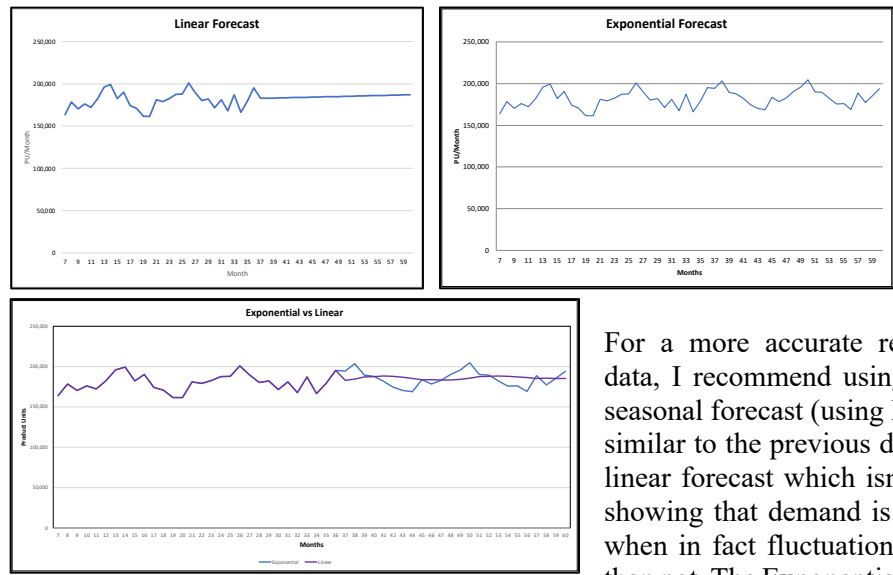 Linear Forecast
250,000
200,000
150,000
100,000
50,000
0
PU/Month
7 9 11 13 15 17 19 21 23 25 27 29 31 33 35 37 39 41 43 45 47 49 51 53 55 57 59
Month
Exponential Forecast
250,000
200,000
150,000
100,000
50,000
0
PU/Month
7 9 11 13 15 17 19 21 23 25 27 29 31 33 35 37 39 41 43 45 47 49 51 53 55 57 59
Months
Exponential vs Linear
250,000
200,000
150,000
100,000
50,000
0
Product Units
7 8 9 10 11 12 13 14 15 16 17 18 19 20 21 22 23 24 25 26 27 28 29 30 31 32 33 34 35 36 37 38 39 40 41 42 43 44 45 46 47 48 49 50 51 52 53 54 55 56 57 58 59 60
Months
Exponential Linear
For a more accurate re
data, I recommend using
seasonal forecast (using
similar to the previous d
linear forecast which isn
showing that demand is
when in fact fluctuation
than not. The Exponentia